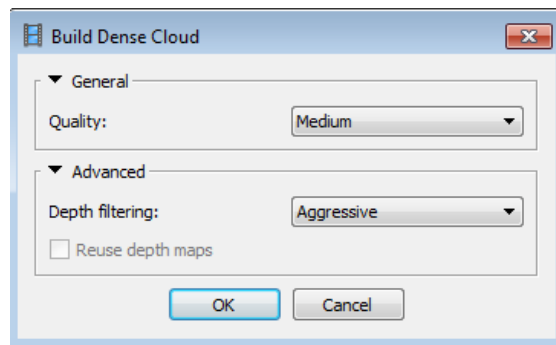 Build Dense Cloud
General
Quality: Medium
Advanced
Depth filtering: Aggressive
Reuse depth maps
OK Cancel